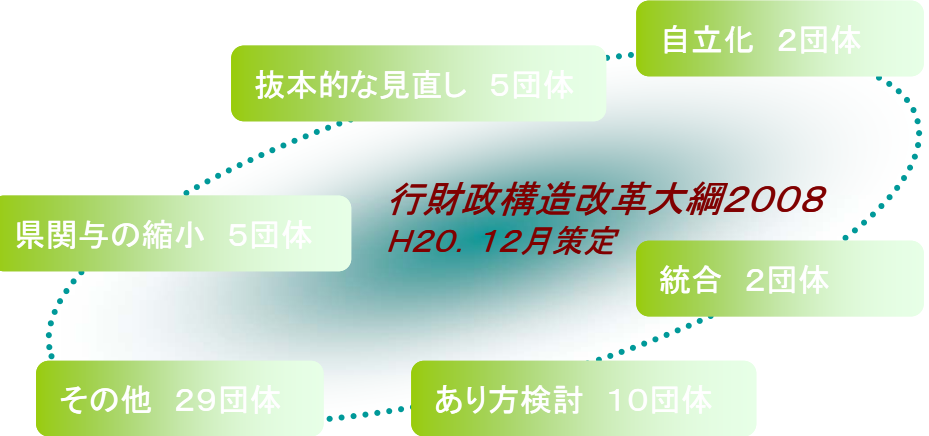 自立化　２団体
抜本的な見直し　５団体
行財政構造改革大綱２００８
Ｈ２０．１２月策定
県関与の縮小　５団体
統合　２団体
その他　２９団体
あり方検討　１０団体